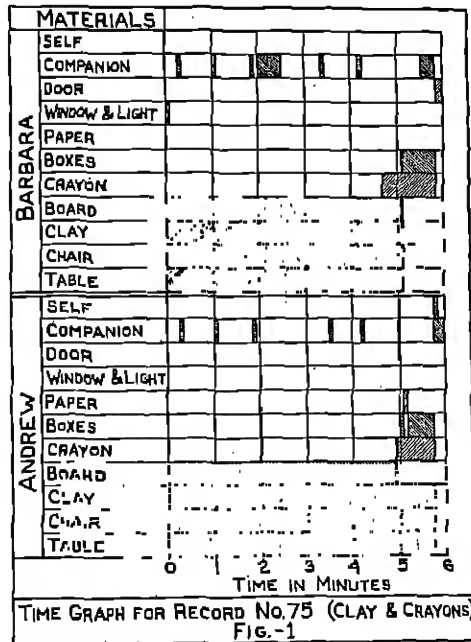 MATERIALS
BARBARA
SELF
COMPANION
DOOR
WINDOW & LIGHT
PAPER
BOXES
CRAYON
BOARD
CLAY
CHAIR
TABLE
ANDREW
SELF
COMPANION
DOOR
WINDOW & LIGHT
PAPER
BOXES
CRAYON
BOARD
CLAY
CHAIR
TABLE
0 1 2 3 4 5 6
TIME IN MINUTES
TIME GRAPH FOR RECORD NO.75 (CLAY & CRAYONS)
FIG.-1